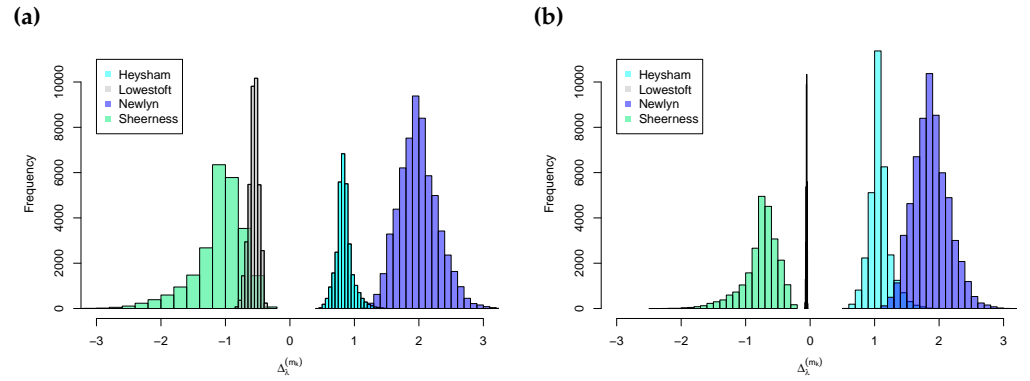 (a)
Heysham
Lowestoft
Newlyn
Sheerness
Frequency
0 2000 4000 6000 8000 10000
−3 −2 −1 0 1 2 3
Δλ^(mk)
(b)
Heysham
Lowestoft
Newlyn
Sheerness
Frequency
0 2000 4000 6000 8000 10000
−3 −2 −1 0 1 2 3
Δλ^(mk)